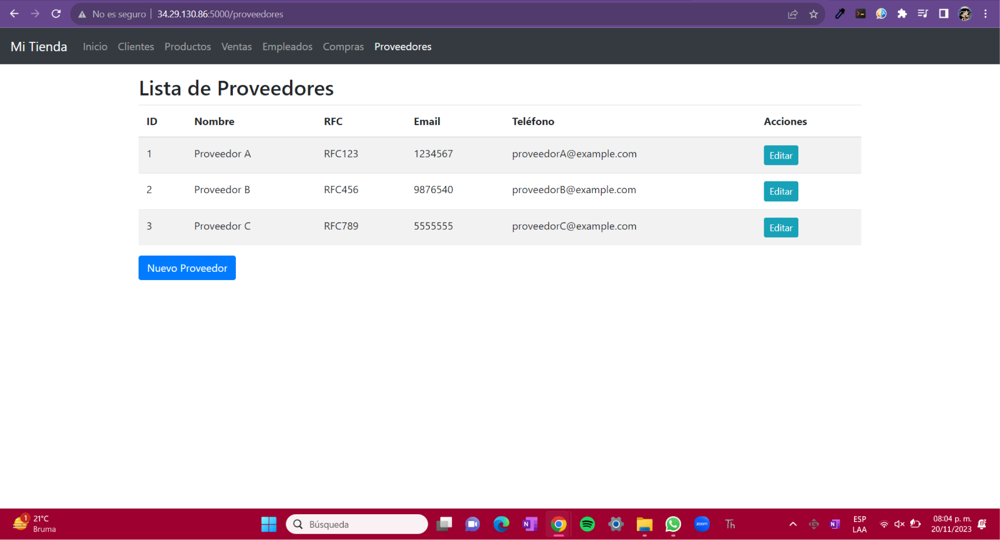 No es seguro | 34.29.130.86:5000/proveedores
Mi Tienda Inicio Clientes Productos Ventas Empleados Compras Proveedores
Lista de Proveedores
ID Nombre RFC Email Teléfono Acciones
1 Proveedor A RFC123 1234567 proveedorA@example.com Editar
2 Proveedor B RFC456 9876540 proveedorB@example.com Editar
3 Proveedor C RFC789 5555555 proveedorC@example.com Editar
Nuevo Proveedor
1
21°C
Bruma
Búsqueda
N
zoom
Th
N
ESP
LAA
08:04 p. m.
20/11/2023